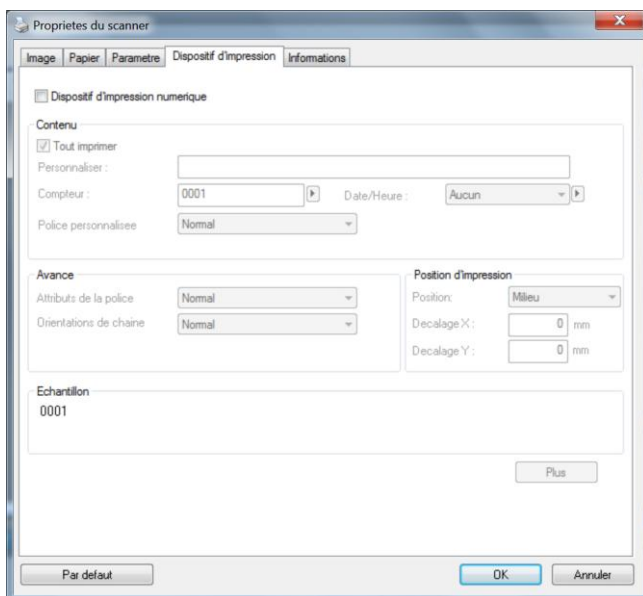 Proprietes du scanner
Image Papier Parametre Dispositif d'impression Informations
Dispositif d'impression numerique
Contenu
Tout imprimer
Personnaliser :
Compteur : 0001 Date/Heure : Aucun
Police personnalisee Normal
Avance Position d'impression
Attributs de la police Normal Position: Milieu
Orientations de chaine Normal Decalage X : 0 mm
Decalage Y : 0 mm
Echantillon
0001
Plus
Par defaut OK Annuler